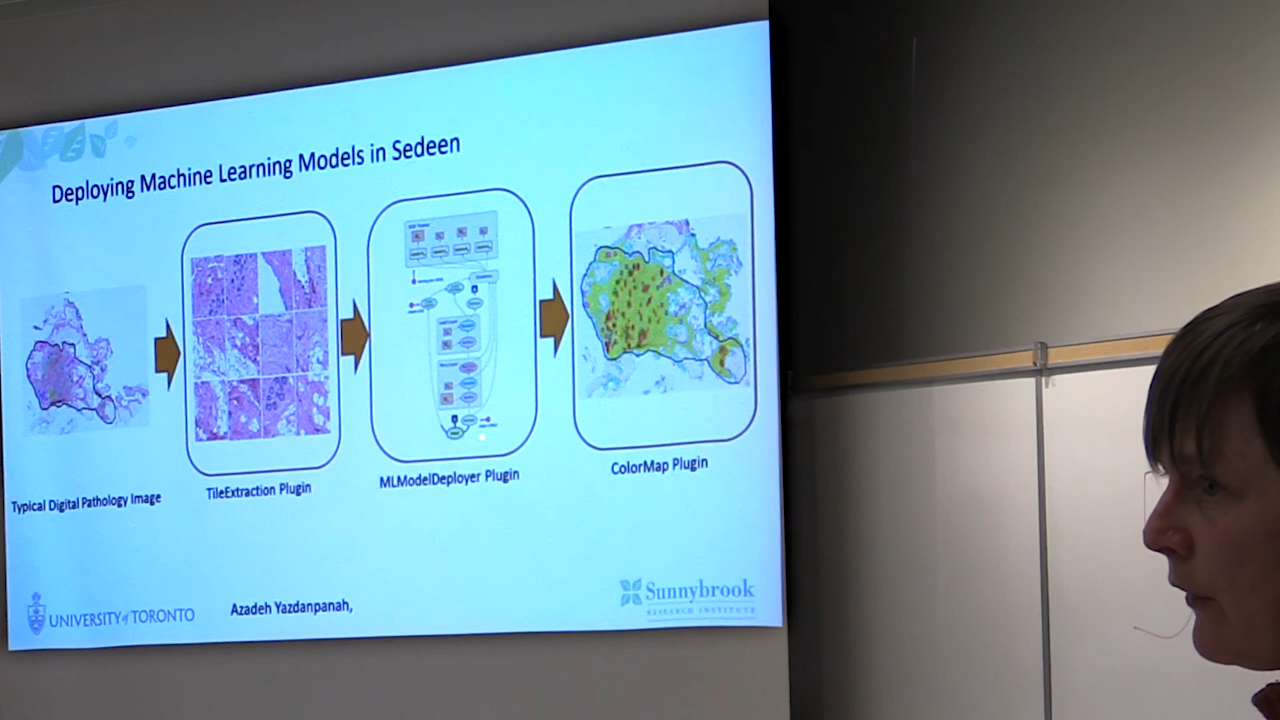 Deploying Machine Learning Models in Sedeen
Typical Digital Pathology Image
TileExtraction Plugin
MLModelDeployer Plugin
ColorMap Plugin
UNIVERSITY of TORONTO
Azadeh Yazdanpanah,
Sunnybrook
RESEARCH INSTITUTE